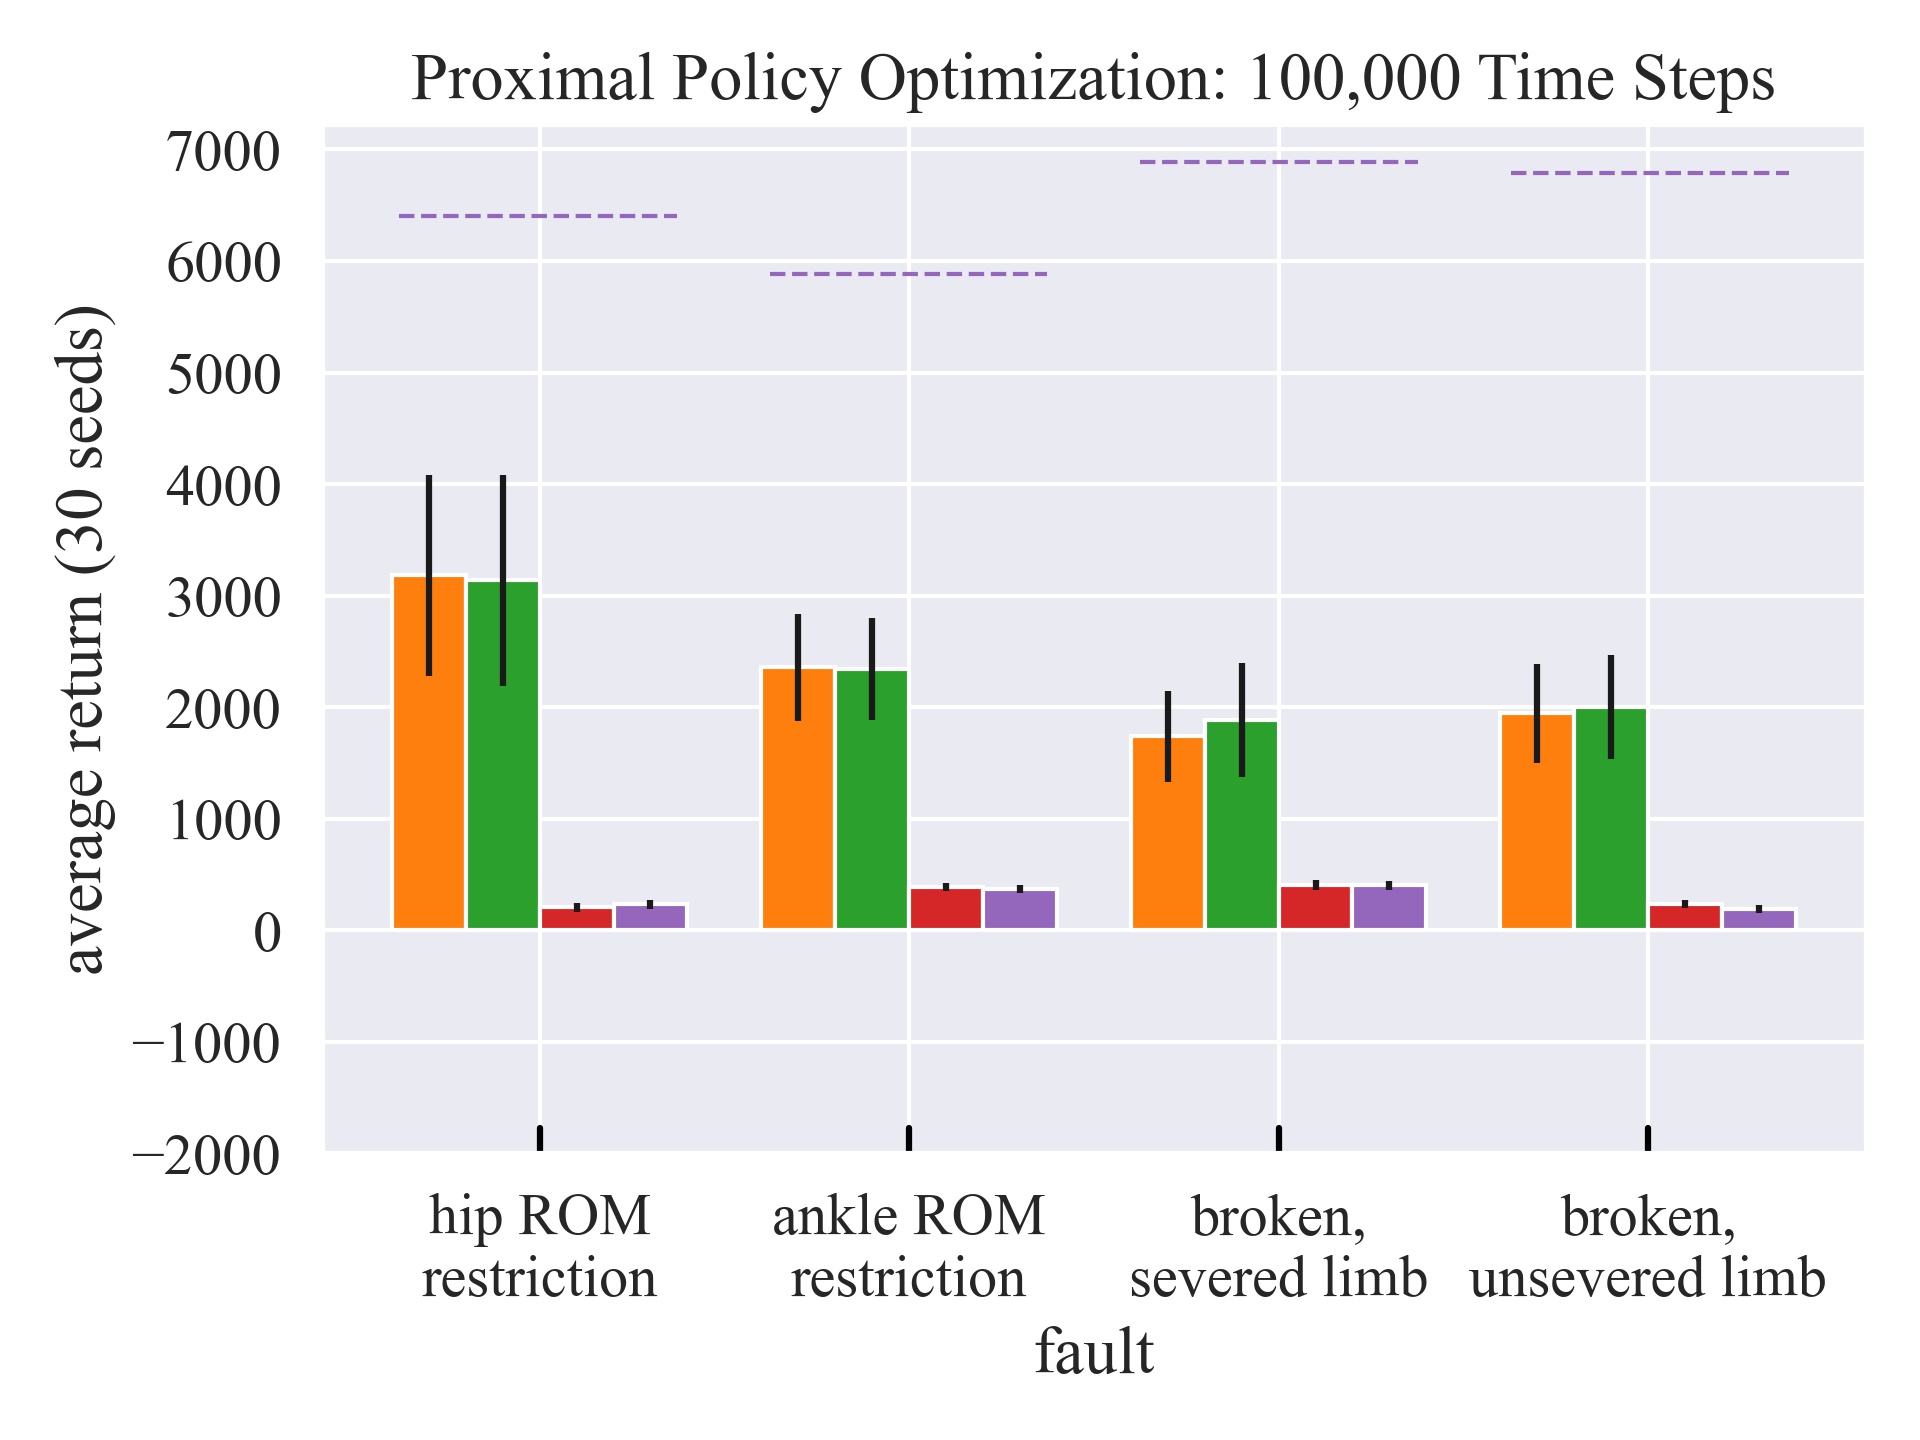 Proximal Policy Optimization: 100,000 Time Steps
7000
6000
5000
4000
3000
2000
1000
0
−1000
−2000
average return (30 seeds)
hip ROM
restriction
ankle ROM
restriction
broken,
severed limb
broken,
unsevered limb
fault